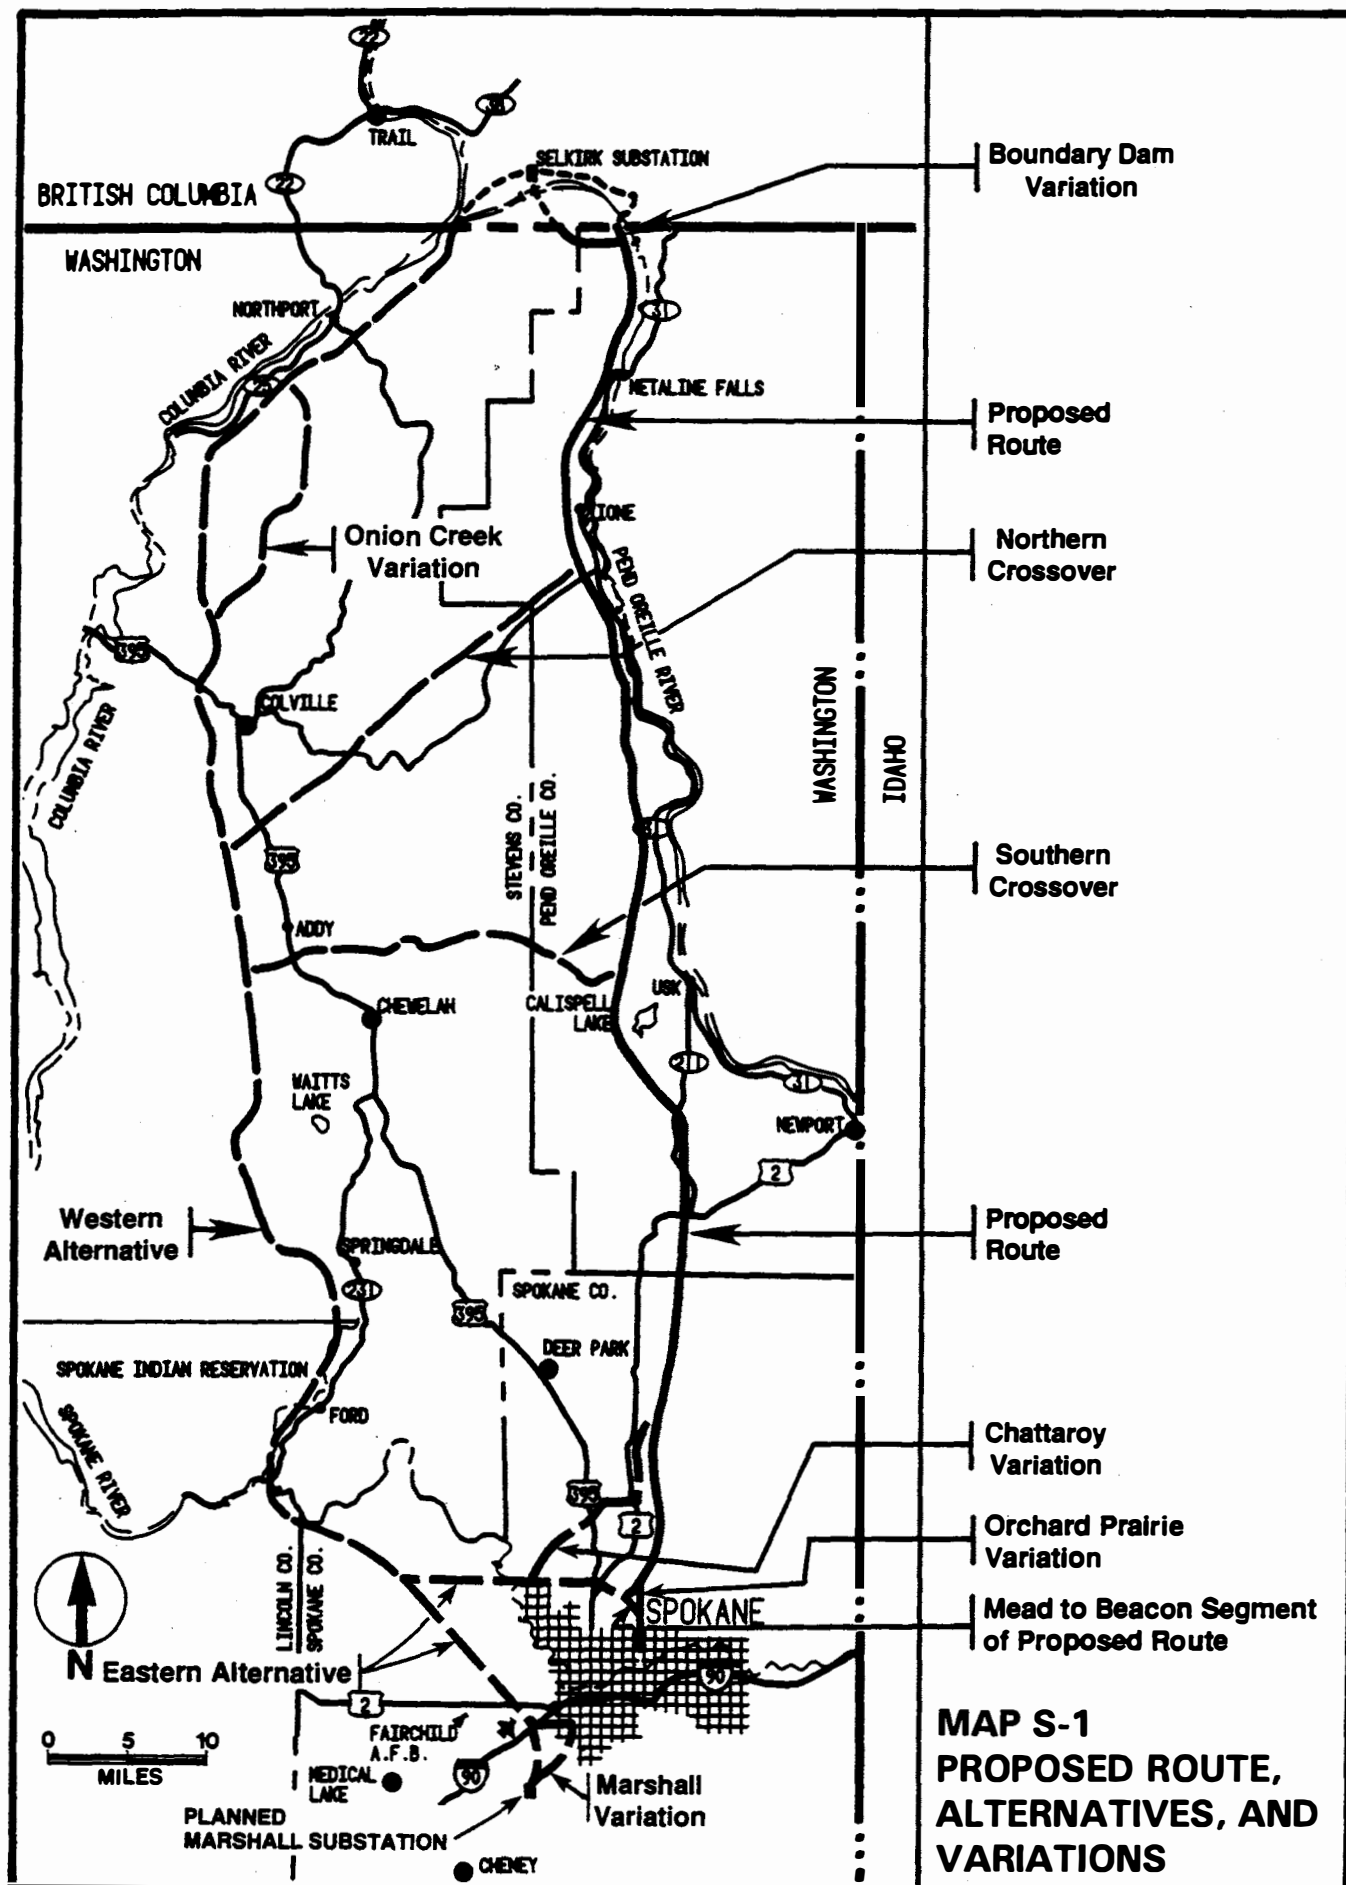 22
TRAIL
3B
SELKIRK SUBSTATION
Boundary Dam
Variation
22
BRITISH COLUMBIA
WASHINGTON
NORTHPORT
31
COLUMBIA RIVER
25
METALINE FALLS
Proposed
Route
IONE
Onion Creek
Variation
Northern
Crossover
PEND OREILLE RIVER
395
COLVILLE
COLUMBIA RIVER
WASHINGTON
IDAHO
STEVENS CO.
PEND OREILLE CO.
31
395
Southern
Crossover
ADDY
USK
CALISPELL
LAKE
CHEWELAH
211
31
WAITTS
LAKE
NEWPORT
2
Western
Alternative
Proposed
Route
SPRINGDALE
231
SPOKANE CO.
395
DEER PARK
SPOKANE INDIAN RESERVATION
FORD
SPOKANE RIVER
Chattaroy
Variation
395
2
Orchard Prairie
Variation
LINCOLN CO.
SPOKANE CO.
SPOKANE
Mead to Beacon Segment
of Proposed Route
N
Eastern Alternative
90
2
FAIRCHILD
A.F.B.
0 5 10
MILES
MEDICAL
LAKE
90
Marshall
Variation
PLANNED
MARSHALL SUBSTATION
CHENEY
MAP S-1
PROPOSED ROUTE,
ALTERNATIVES, AND
VARIATIONS